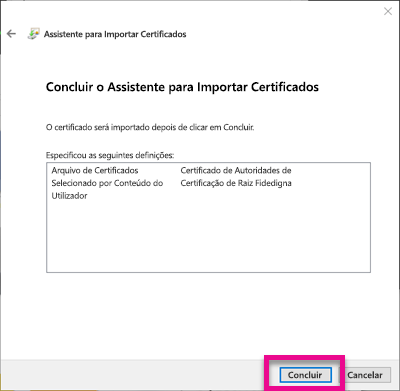 Assistente para Importar Certificados
Concluir o Assistente para Importar Certificados
O certificado será importado depois de clicar em Concluir.
Especificou as seguintes definições:
Arquivo de Certificados Certificado de Autoridades de
Selecionado por Conteúdo do Certificação de Raiz Fidedigna
Utilizador
Concluir Cancelar